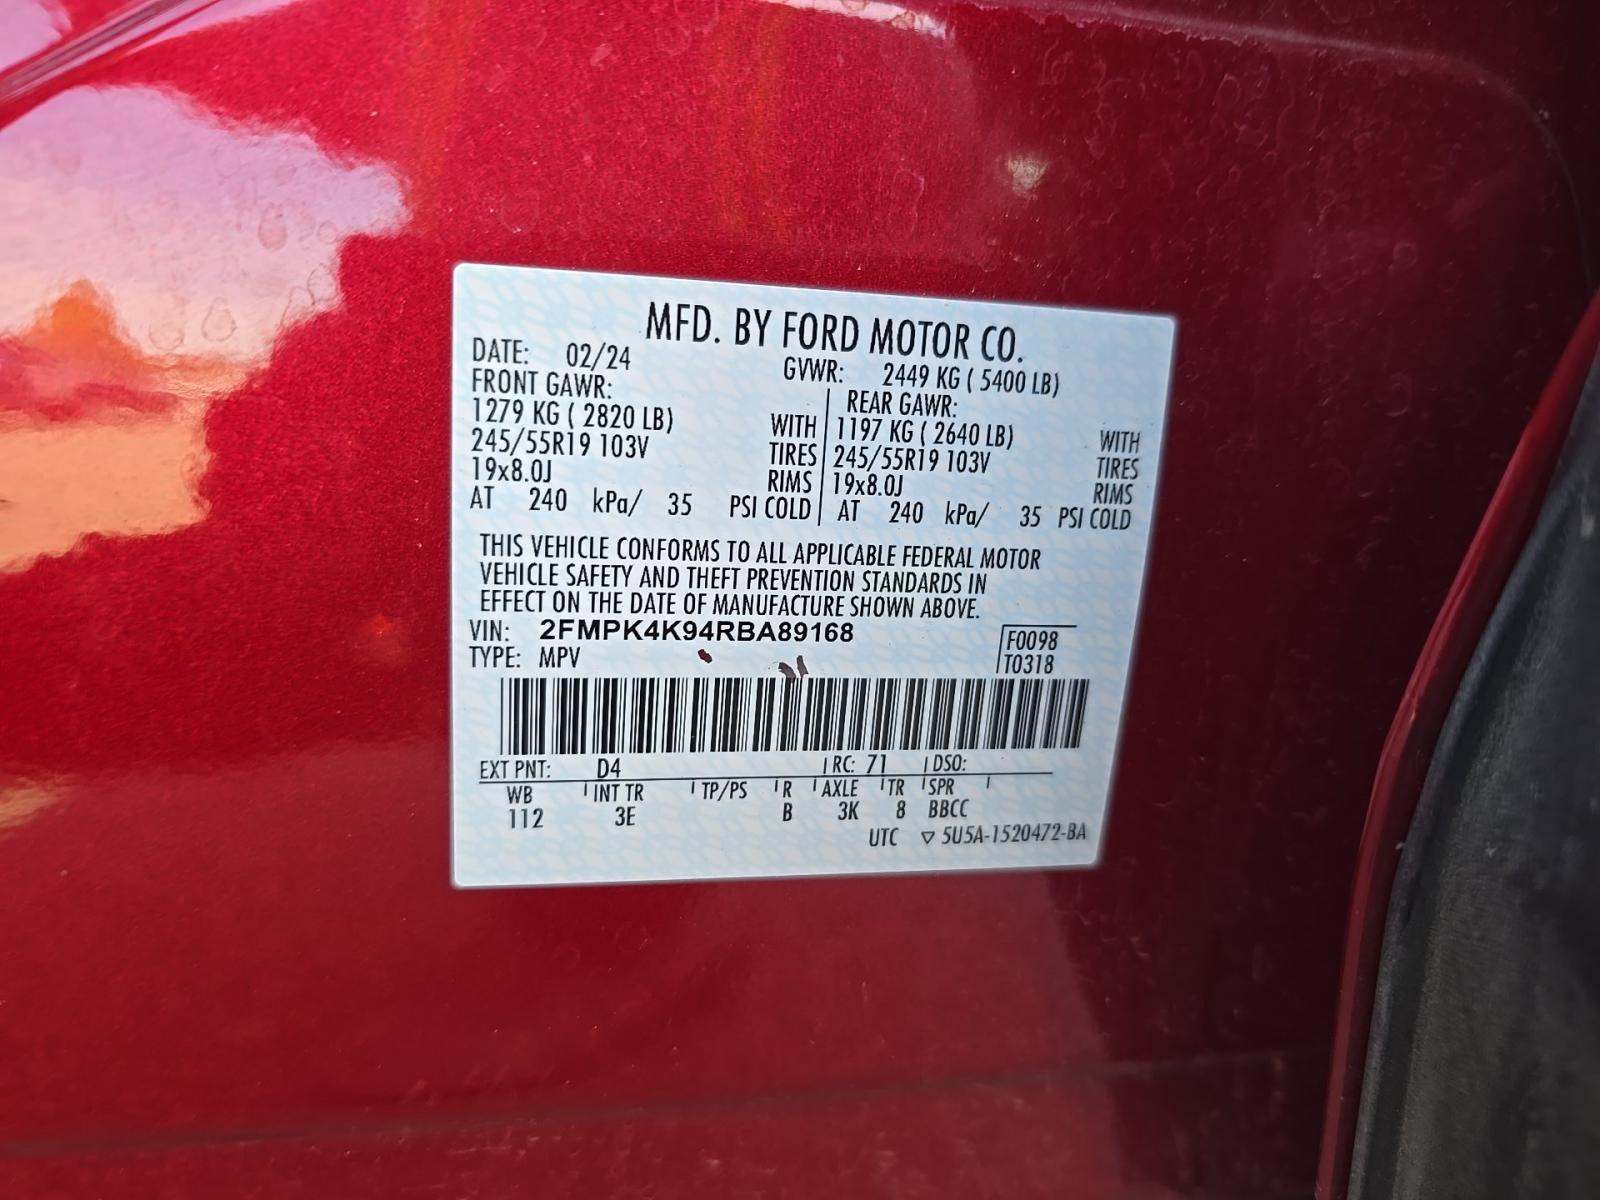 MFD. BY FORD MOTOR CO.
DATE: 02/24 GVWR: 2449 KG ( 5400 LB)
FRONT GAWR: REAR GAWR:
1279 KG ( 2820 LB) WITH 1197 KG ( 2640 LB) WITH
245/55R19 103V TIRES 245/55R19 103V TIRES
19x8.0J RIMS 19x8.0J RIMS
AT 240 kPa/ 35 PSI COLD AT 240 kPa/ 35 PSI COLD
THIS VEHICLE CONFORMS TO ALL APPLICABLE FEDERAL MOTOR
VEHICLE SAFETY AND THEFT PREVENTION STANDARDS IN
EFFECT ON THE DATE OF MANUFACTURE SHOWN ABOVE.
VIN: 2FMPK4K94RBA89168 F0098
TYPE: MPV T0318
EXT PNT: D4 RC: 71 DSO:
WB INT TR TP/PS R AXLE TR SPR
112 3E B 3K 8 BBCC
UTC ▽ 5U5A-1520472-BA